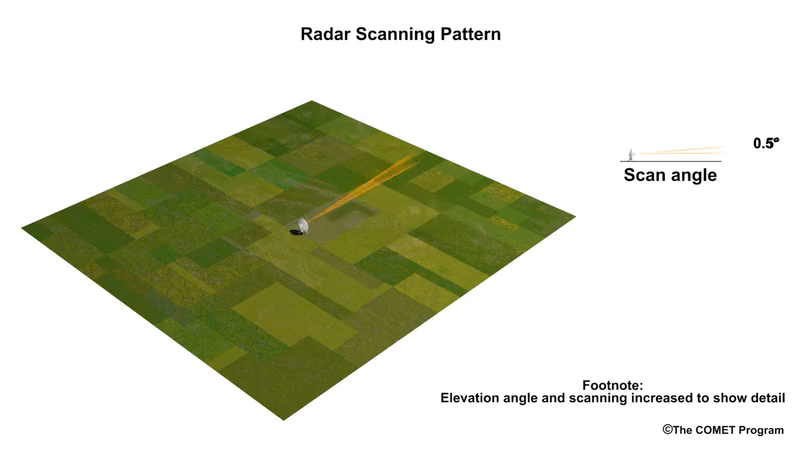 Radar Scanning Pattern
0.5°
Scan angle
Footnote:
Elevation angle and scanning increased to show detail
©The COMET Program